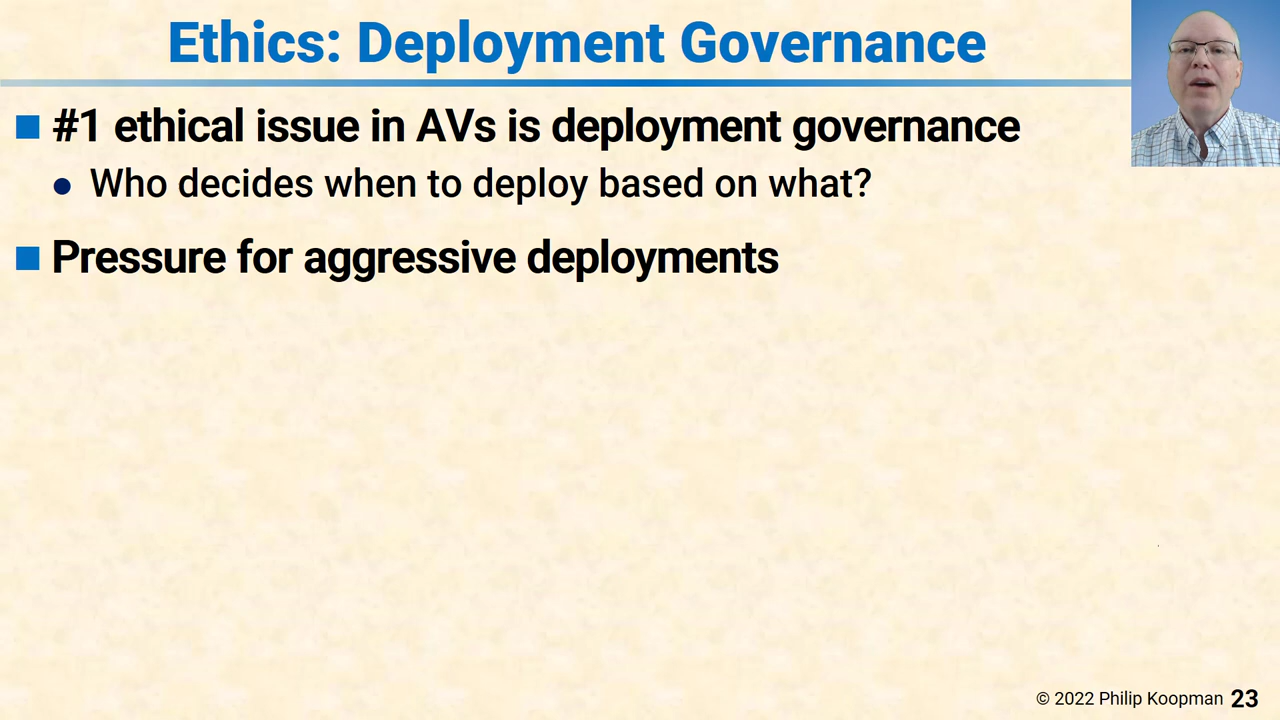 Ethics: Deployment Governance
#1 ethical issue in AVs is deployment governance
Who decides when to deploy based on what?
Pressure for aggressive deployments
© 2022 Philip Koopman 23